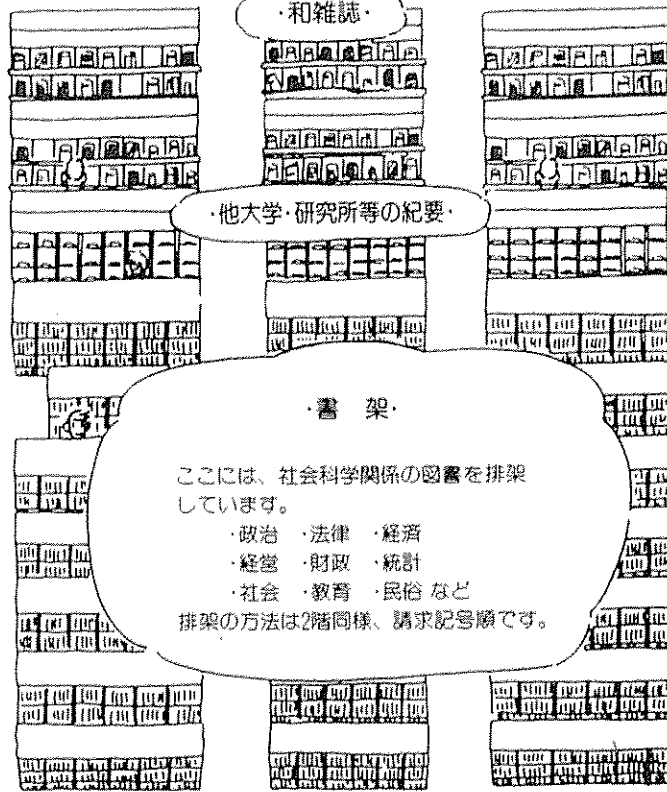 ·和雑誌·
·他大学·研究所等の紀要·
·書 架·
ここには、社会科学関係の図書を排架
しています。
·政治 ·法律 ·経済
·経営 ·財政 ·統計
·社会 ·教育 ·民俗 など
排架の方法は2階同様、請求記号順です。